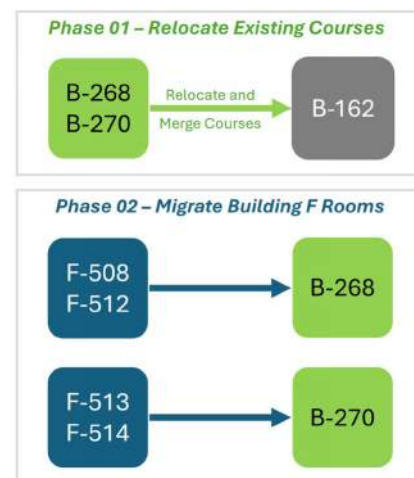 Phase 01 – Relocate Existing Courses
B-268
B-270
Relocate and
Merge Courses
B-162
Phase 02 – Migrate Building F Rooms
F-508
F-512
B-268
F-513
F-514
B-270